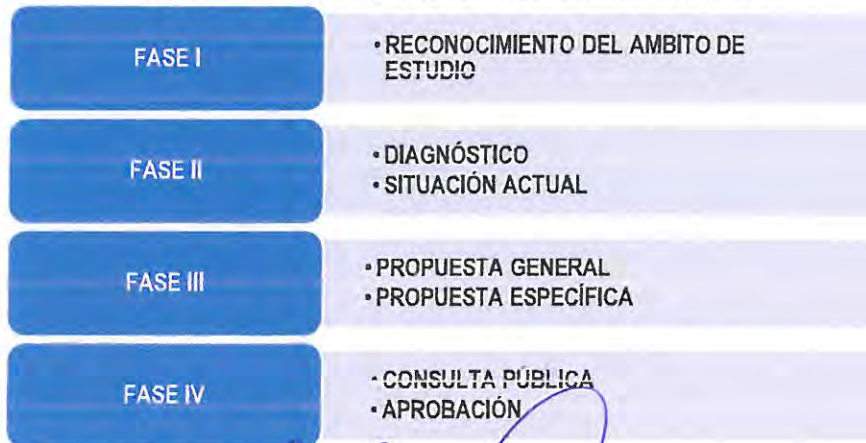 FASE I
• RECONOCIMIENTO DEL AMBITO DE
ESTUDIO
FASE II
• DIAGNÓSTICO
• SITUACIÓN ACTUAL
FASE III
• PROPUESTA GENERAL
• PROPUESTA ESPECÍFICA
FASE IV
• CONSULTA PÚBLICA
• APROBACIÓN